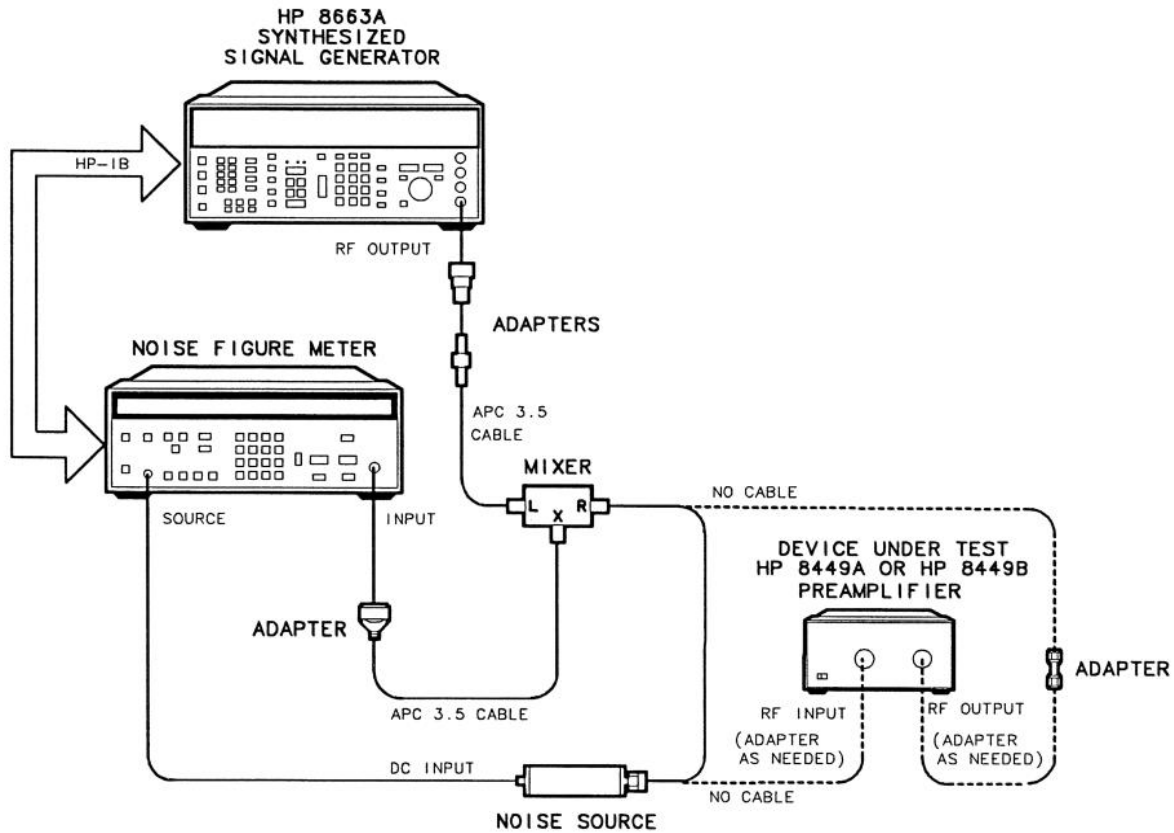 HP 8663A
SYNTHESIZED
SIGNAL GENERATOR
HP-IB
RF OUTPUT
ADAPTERS
NOISE FIGURE METER
APC 3.5
CABLE
MIXER
L
X
R
NO CABLE
SOURCE
INPUT
DEVICE UNDER TEST
HP 8449A OR HP 8449B
PREAMPLIFIER
ADAPTER
ADAPTER
APC 3.5 CABLE
RF INPUT
(ADAPTER
AS NEEDED)
RF OUTPUT
(ADAPTER
AS NEEDED)
DC INPUT
NO CABLE
NOISE SOURCE